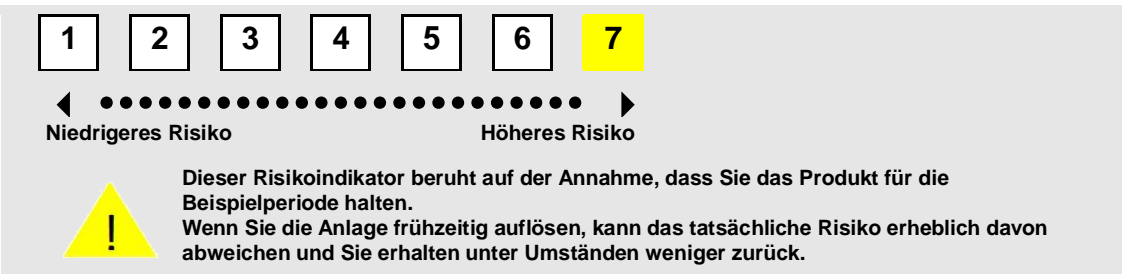 1 2 3 4 5 6 7
Niedrigeres Risiko Höheres Risiko
Dieser Risikoindikator beruht auf der Annahme, dass Sie das Produkt für die
Beispielperiode halten.
Wenn Sie die Anlage frühzeitig auflösen, kann das tatsächliche Risiko erheblich davon
abweichen und Sie erhalten unter Umständen weniger zurück.
!